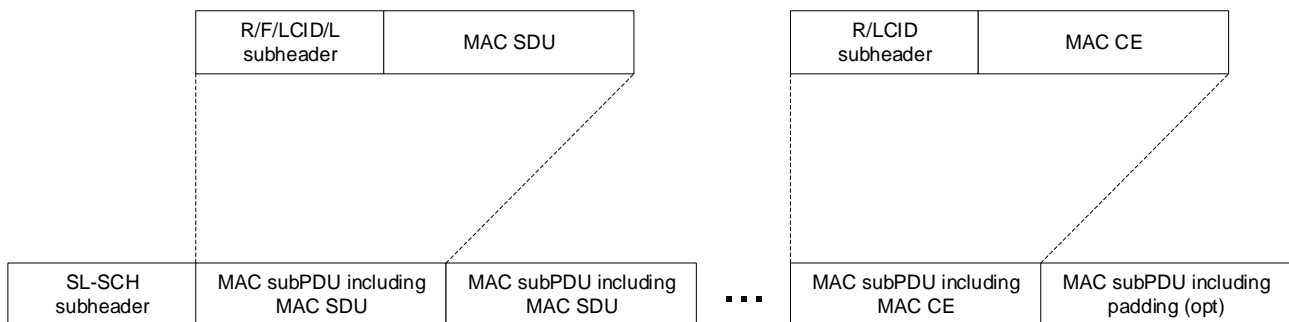 R/F/LCID/L
subheader
MAC SDU
R/LCID
subheader
MAC CE
SL-SCH
subheader
MAC subPDU including
MAC SDU
MAC subPDU including
MAC SDU
...
MAC subPDU including
MAC CE
MAC subPDU including
padding (opt)